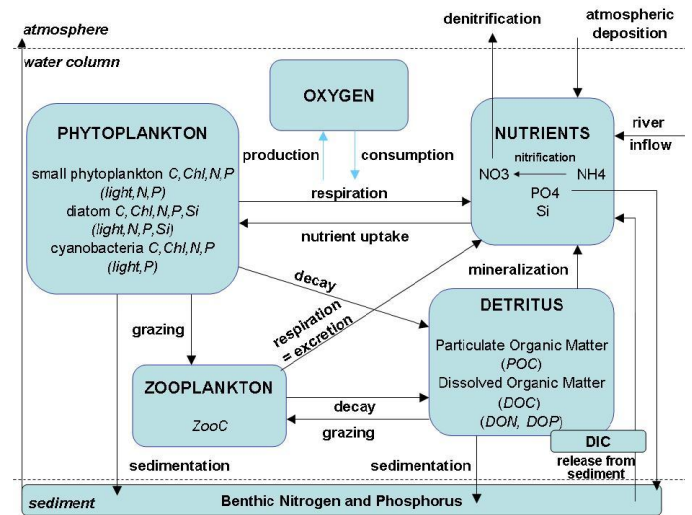 atmosphere
water column
denitrification
atmospheric
deposition
OXYGEN
PHYTOPLANKTON
small phytoplankton C,Chl,N,P
(light,N,P)
diatom C,Chl,N,P,Si
(light,N,P,Si)
cyanobacteria C,Chl,N,P
(light,P)
production
consumption
respiration
nutrient uptake
NUTRIENTS
nitrification
NO3
NH4
PO4
Si
river
inflow
mineralization
decay
respiration
= excretion
grazing
DETRITUS
Particulate Organic Matter
(POC)
Dissolved Organic Matter
(DOC)
(DON, DOP)
ZOOPLANKTON
ZooC
decay
grazing
DIC
release from
sediment
sedimentation
sedimentation
sediment
Benthic Nitrogen and Phosphorus